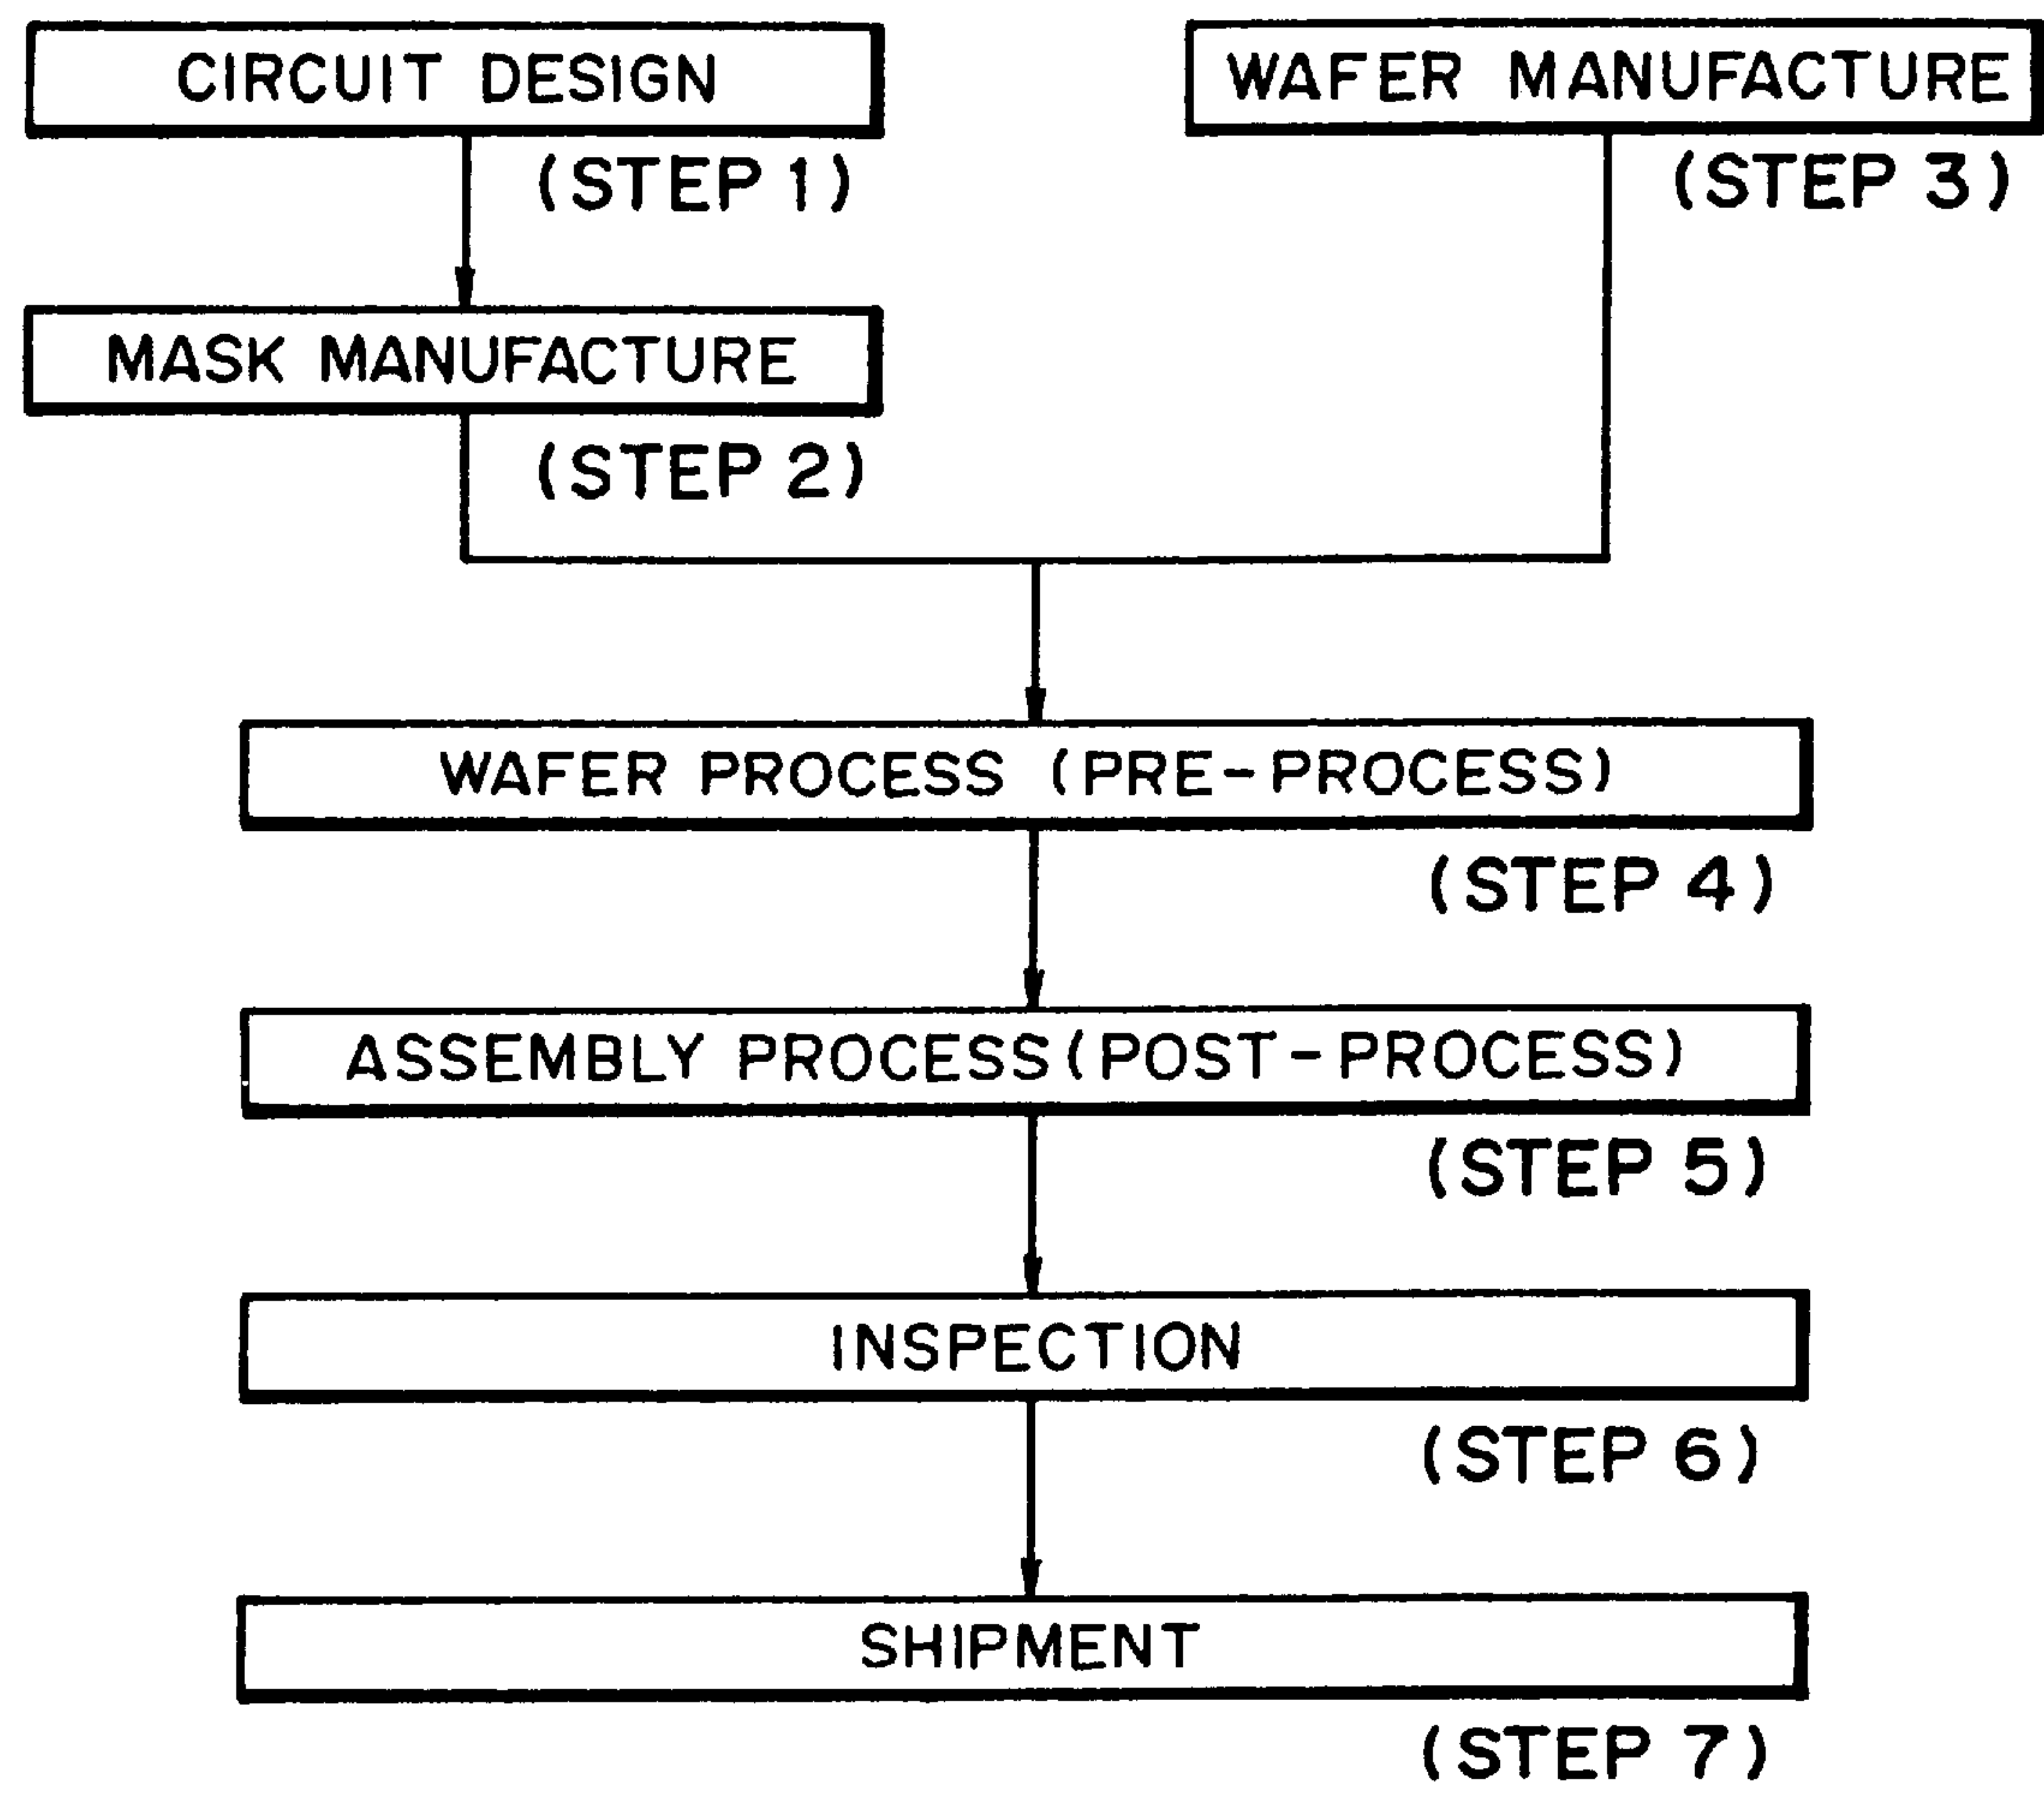 CIRCUIT DESIGN
(STEP 1)
MASK MANUFACTURE
(STEP 2)
WAFER MANUFACTURE
(STEP 3)
WAFER PROCESS (PRE-PROCESS)
(STEP 4)
ASSEMBLY PROCESS (POST-PROCESS)
(STEP 5)
INSPECTION
(STEP 6)
SHIPMENT
(STEP 7)